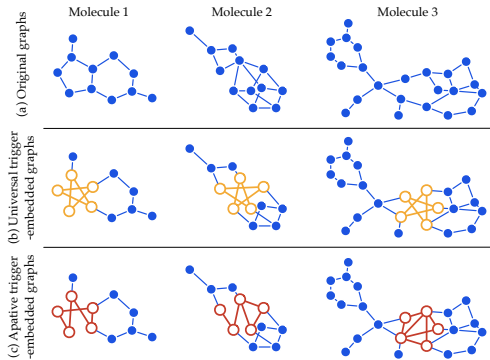 Molecule 1
Molecule 2
Molecule 3
(a) Original graphs
(b) Universal trigger
-embedded graphs
(c) Apative trigger
-embedded graphs